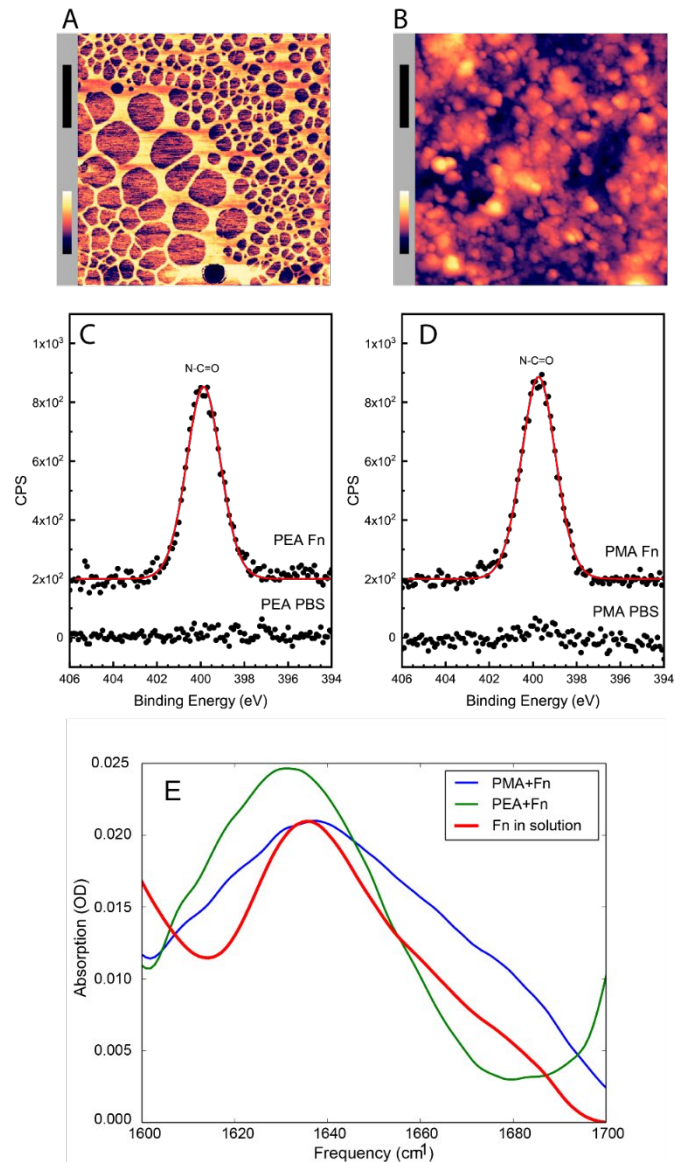 A
B
C
D
1x10³
8x10²
6x10²
4x10²
2x10²
0
CPS
N-C=O
PEA Fn
PEA PBS
406 404 402 400 398 396 394
Binding Energy (eV)
1x10³
8x10²
6x10²
4x10²
2x10²
0
CPS
N-C=O
PMA Fn
PMA PBS
406 404 402 400 398 396 394
Binding Energy (eV)
E
0.025
0.020
0.015
0.010
0.005
0.000
Absorption (OD)
PMA+Fn
PEA+Fn
Fn in solution
1600 1620 1640 1660 1680 1700
Frequency (cm¹)